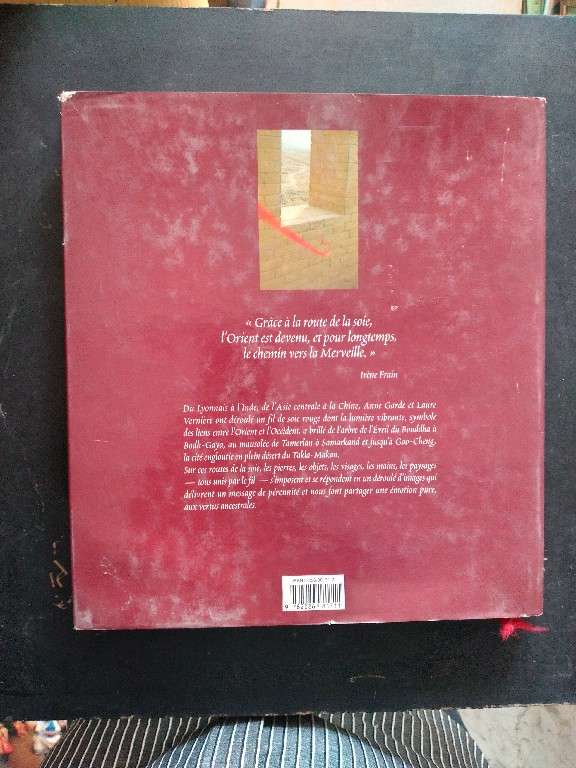 « Grâce à la route de la soie,
l'Orient est devenu, et pour longtemps,
le chemin vers la Merveille. »
Irène Frain
Du Lyonnais à l'Inde, de l'Asie centrale à la Chine, Anne Garde et Laure
Vernière ont déroulé un fil de soie rouge dont la lumière vibrante, symbole
des liens entre l'Orient et l'Occident, a brillé de l'arbre de l'Éveil du Bouddha à
Bodh-Gaya, au mausolée de Tamerlan à Samarkand et jusqu'à Gao-Cheng,
la cité engloutie en plein désert du Takla-Makan.
Sur ces routes de la soie, les pierres, les objets, les visages, les mains, les paysages
— tous unis par le fil — s'imposent et se répondent en un déroulé d'images qui
délivrent un message de pérennité et nous font partager une émotion pure,
aux vertus ancestrales.